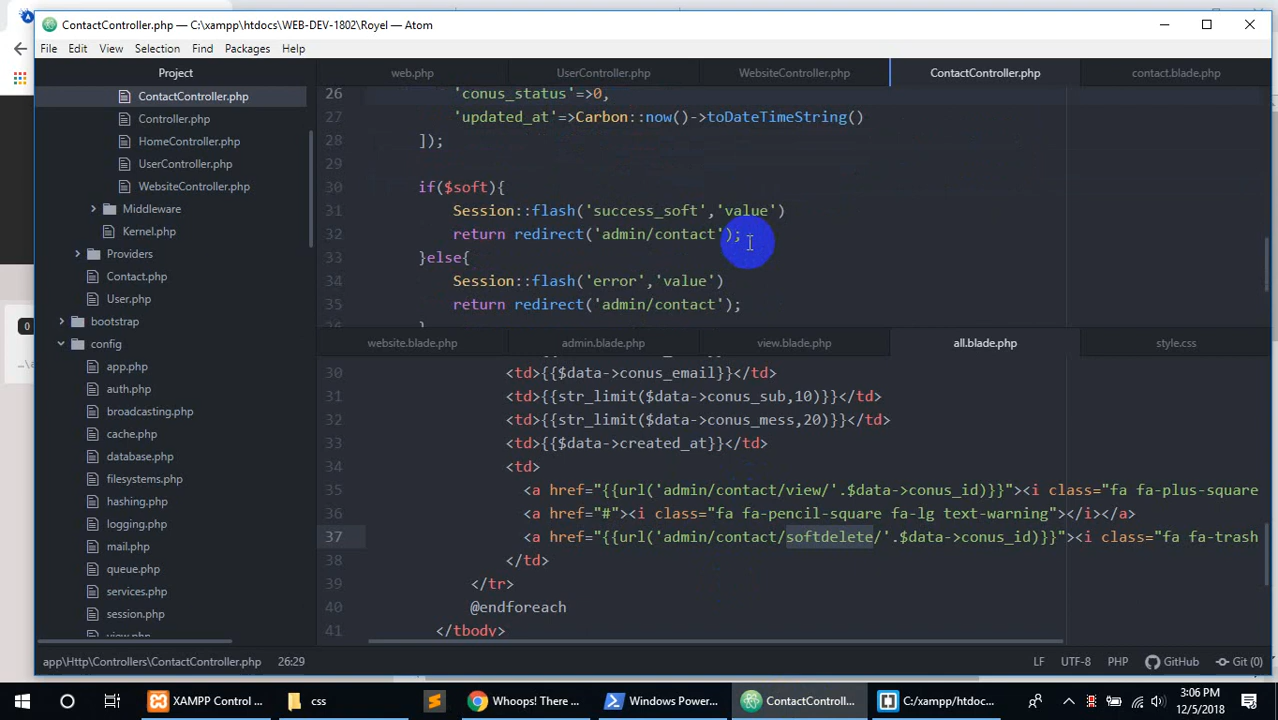 ContactController.php — C:\xampp\htdocs\WEB-DEV-1802\Royel — Atom
File Edit View Selection Find Packages Help
Project
ContactController.php
Controller.php
HomeController.php
UserController.php
WebsiteController.php
Middleware
Kernel.php
Providers
Contact.php
User.php
bootstrap
config
app.php
auth.php
broadcasting.php
cache.php
database.php
filesystems.php
hashing.php
logging.php
mail.php
queue.php
services.php
session.php
view.php
web.php UserController.php WebsiteController.php ContactController.php contact.blade.php
26 'conus_status'=>0,
27 'updated_at'=>Carbon::now()->toDateTimeString()
28 ]);
29
30 if($soft){
31 Session::flash('success_soft','value')
32 return redirect('admin/contact');
33 }else{
34 Session::flash('error','value')
35 return redirect('admin/contact');
36 }
website.blade.php admin.blade.php view.blade.php all.blade.php style.css
30 <td>{{$data->conus_email}}</td>
31 <td>{{str_limit($data->conus_sub,10)}}</td>
32 <td>{{str_limit($data->conus_mess,20)}}</td>
33 <td>{{$data->created_at}}</td>
34 <td>
35 <a href="{{url('admin/contact/view/'.$data->conus_id)}}"><i class="fa fa-plus-square
36 <a href="#"><i class="fa fa-pencil-square fa-lg text-warning"></i></a>
37 <a href="{{url('admin/contact/softdelete/'.$data->conus_id)}}"><i class="fa fa-trash
38 </td>
39 </tr>
40 @endforeach
41 </tbody>
app\Http\Controllers\ContactController.php 26:29 LF UTF-8 PHP GitHub Git (0)
XAMPP Control ... css Whoops! There ... Windows Power... ContactControll... C:/xampp/htdoc...
3:06 PM
12/5/2018